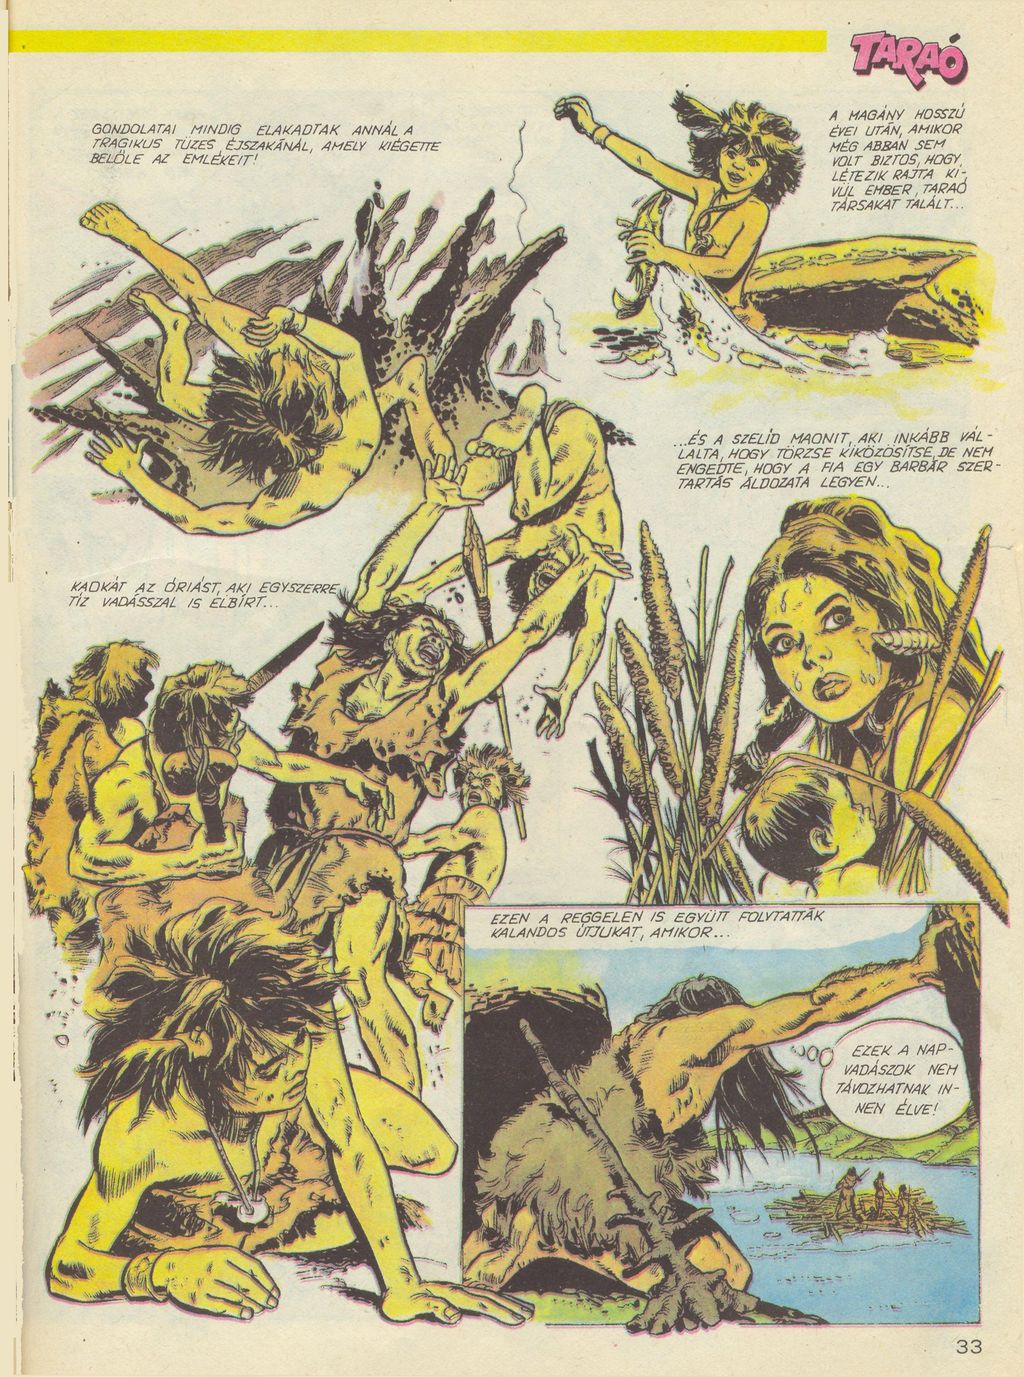 TARAÓ
GONDOLATAI MINDIG ELAKADTAK ANNÁL A
TRAGIKUS TÜZES ÉJSZAKÁNÁL, AMELY KIÉGETTE
BELŐLE AZ EMLÉKEIT!
A MAGÁNY HOSSZÚ
ÉVEI UTÁN, AMIKOR
MÉG ABBAN SEM
VOLT BIZTOS, HOGY
LÉTEZIK RAJTA KI-
VÜL EMBER, TARAÓ
TÁRSAKAT TALÁLT...
...ÉS A SZELÍD MAONIT, AKI INKÁBB VÁL-
LALTA, HOGY TÖRZSE KIKÖZÖSÍTSE, DE NEM
ENGEDTE, HOGY A FIA EGY BARBÁR SZER-
TARTÁS ÁLDOZATA LEGYEN...
KAOKÁT AZ ÓRIÁST, AKI EGYSZERRE
TÍZ VADÁSSZAL IS ELBÍRT...
EZEN A REGGELEN IS EGYÜTT FOLYTATTÁK
KALANDOS ÚTJUKAT, AMIKOR...
EZEK A NAP-
VADÁSZOK NEM
TÁVOZHATNAK IN-
NEN ÉLVE!
33